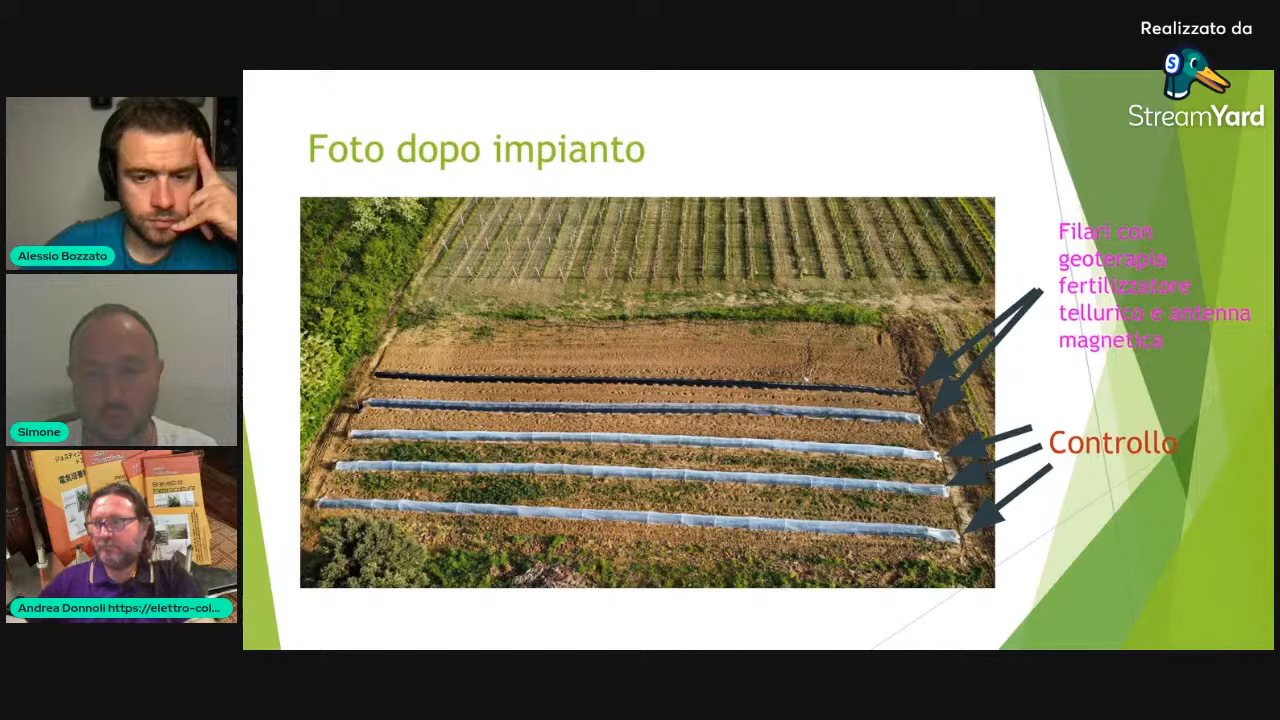 Realizzato da
StreamYard
Foto dopo impianto
Filari con
geoterapia
fertilizzatore
tellurico e antenna
magnetica
Controllo
Alessio Bozzato
Simone
Andrea Donnoli https://elettro-col...